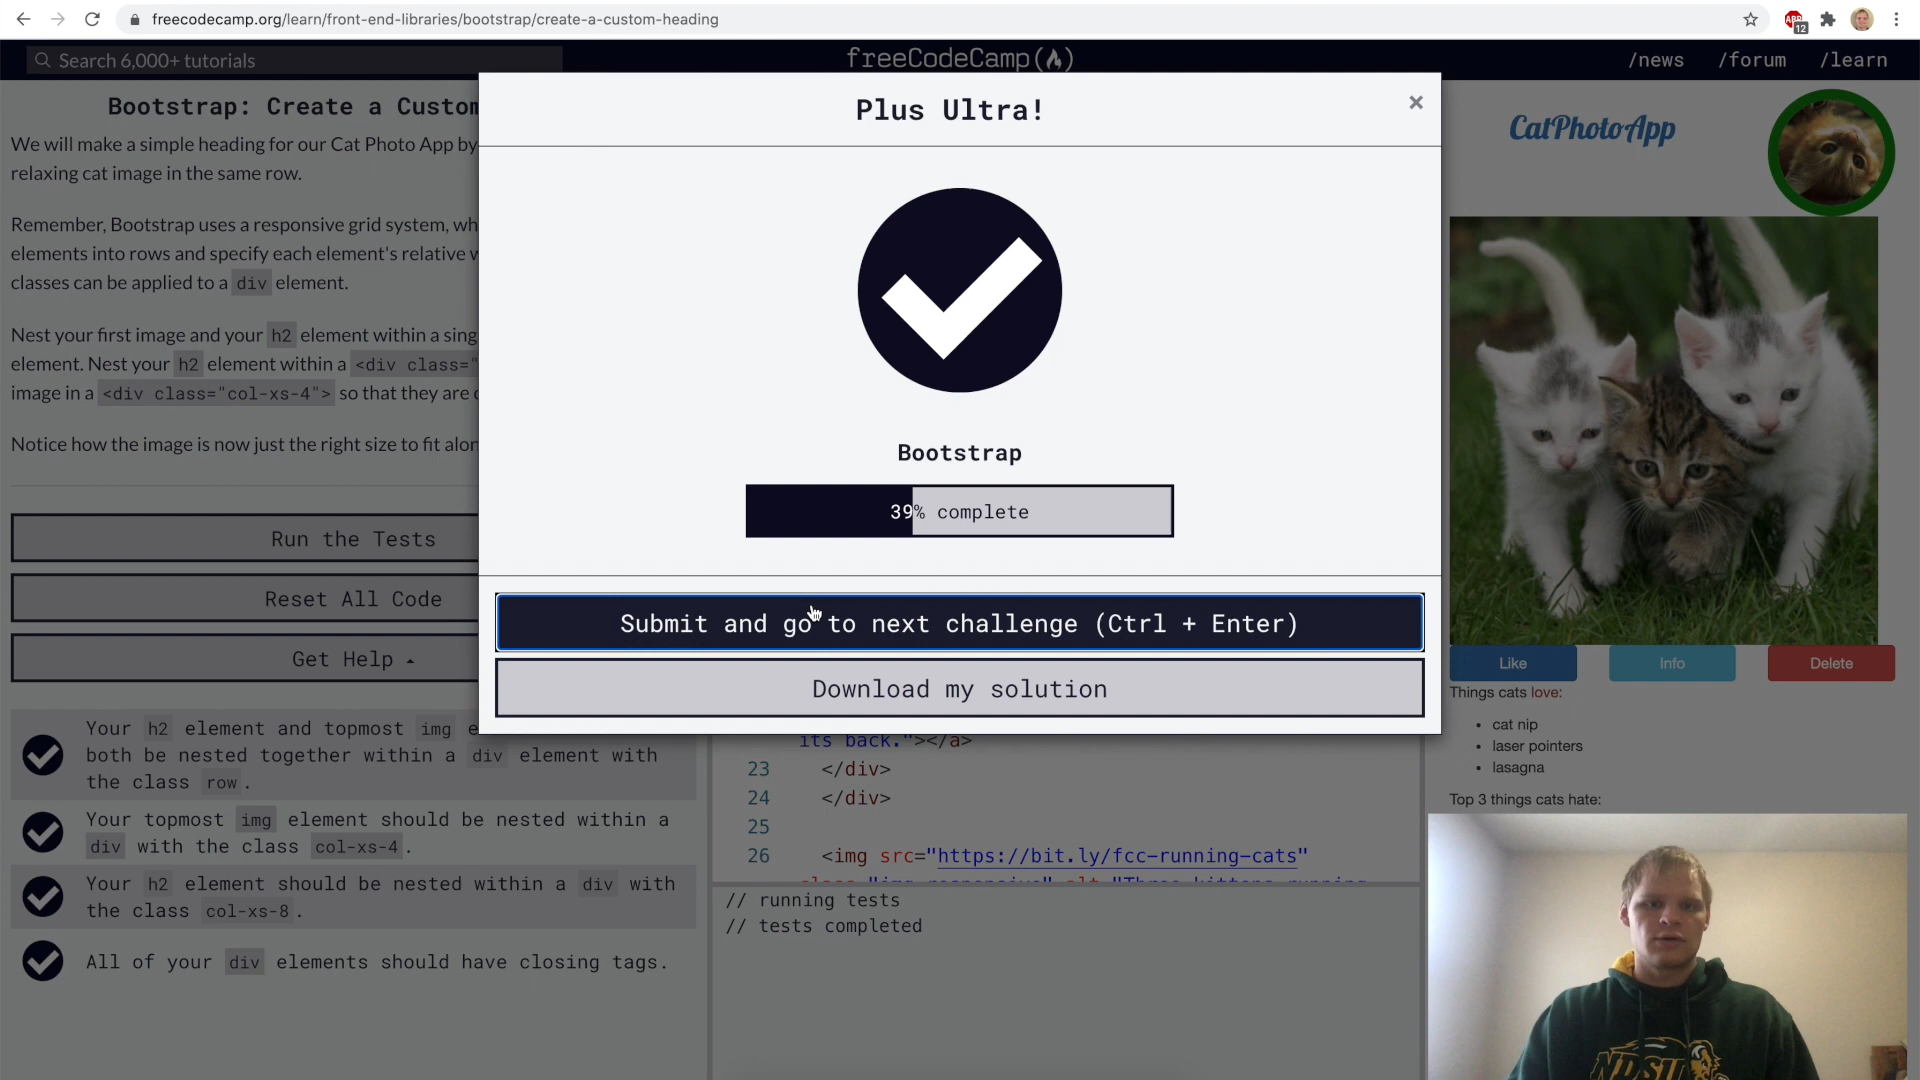 freecodecamp.org/learn/front-end-libraries/bootstrap/create-a-custom-heading
ABP
12
Search 6,000+ tutorials
freeCodeCamp
/news
/forum
/learn
Bootstrap: Create a Custom
We will make a simple heading for our Cat Photo App by
relaxing cat image in the same row.
Remember, Bootstrap uses a responsive grid system, wh
elements into rows and specify each element's relative w
classes can be applied to a div element.
Nest your first image and your h2 element within a sing
element. Nest your h2 element within a <div class="
image in a <div class="col-xs-4"> so that they are o
Notice how the image is now just the right size to fit alon
Run the Tests
Reset All Code
Get Help
Your h2 element and topmost img e
both be nested together within a div element with
the class row.
Your topmost img element should be nested within a
div with the class col-xs-4.
Your h2 element should be nested within a div with
the class col-xs-8.
All of your div elements should have closing tags.
Plus Ultra!
×
Bootstrap
39% complete
Submit and go to next challenge (Ctrl + Enter)
Download my solution
its back."></a>
23 </div>
24 </div>
25
26 <img src="https://bit.ly/fcc-running-cats"
// running tests
// tests completed
CatPhotoApp
Like
Info
Delete
Things cats love:
• cat nip
• laser pointers
• lasagna
Top 3 things cats hate:
NDSU